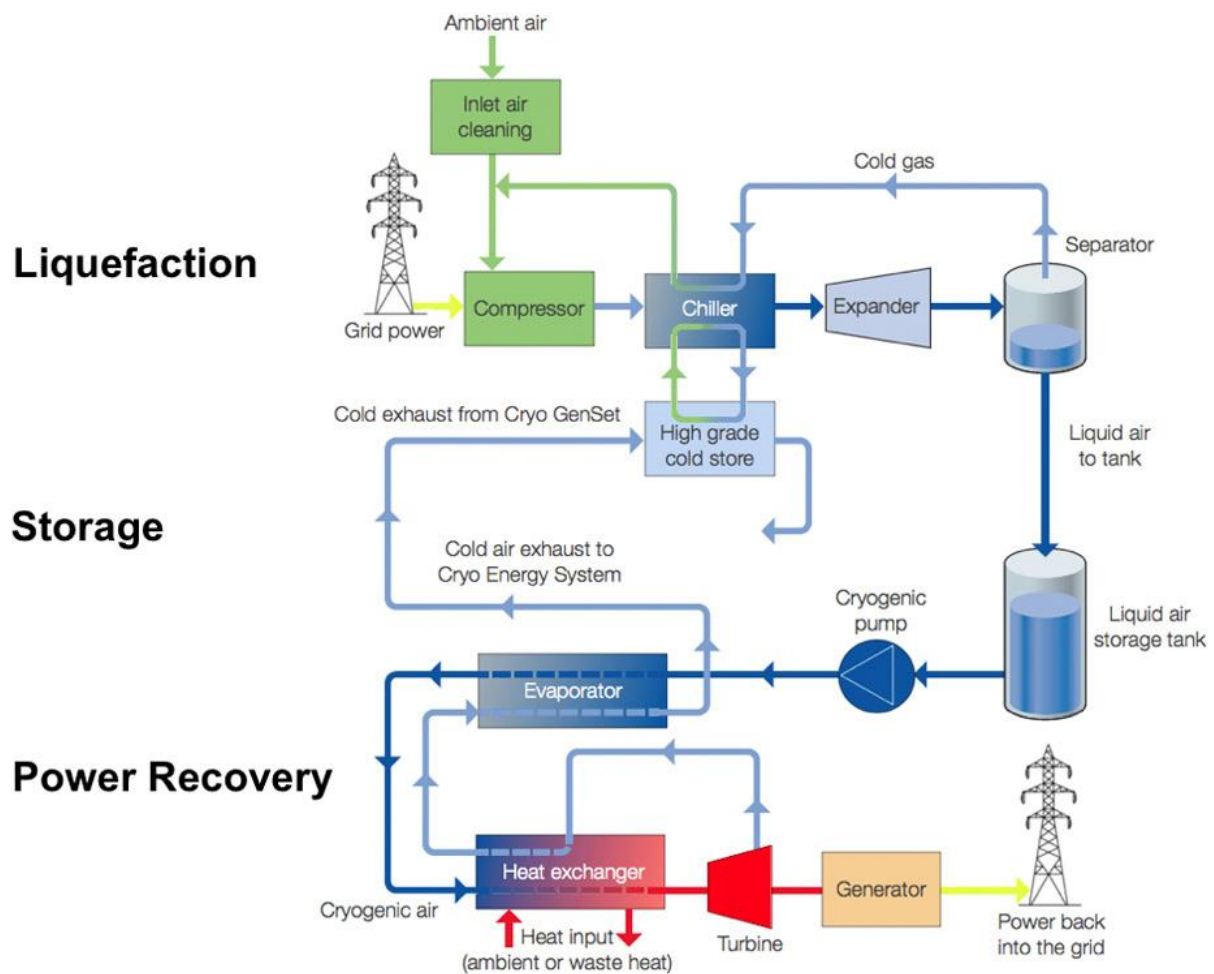 Ambient air
Inlet air
cleaning
Cold gas
Liquefaction
Separator
Compressor
Chiller
Expander
Grid power
Cold exhaust from Cryo GenSet
High grade
cold store
Liquid air
to tank
Storage
Cold air exhaust to
Cryo Energy System
Cryogenic
pump
Liquid air
storage tank
Evaporator
Power Recovery
Heat exchanger
Generator
Cryogenic air
Heat input
(ambient or waste heat)
Turbine
Power back
into the grid